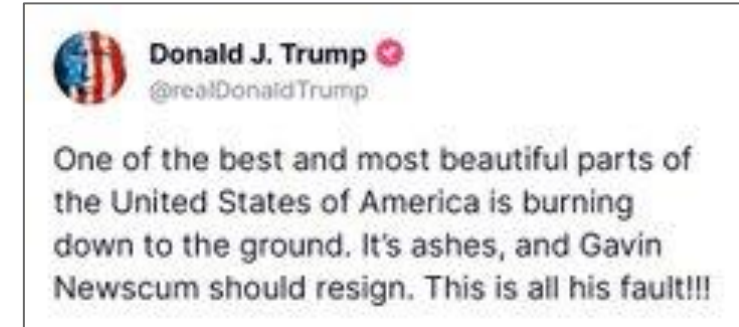 Donald J. Trump
@realDonaldTrump
One of the best and most beautiful parts of
the United States of America is burning
down to the ground. It's ashes, and Gavin
Newscum should resign. This is all his fault!!!